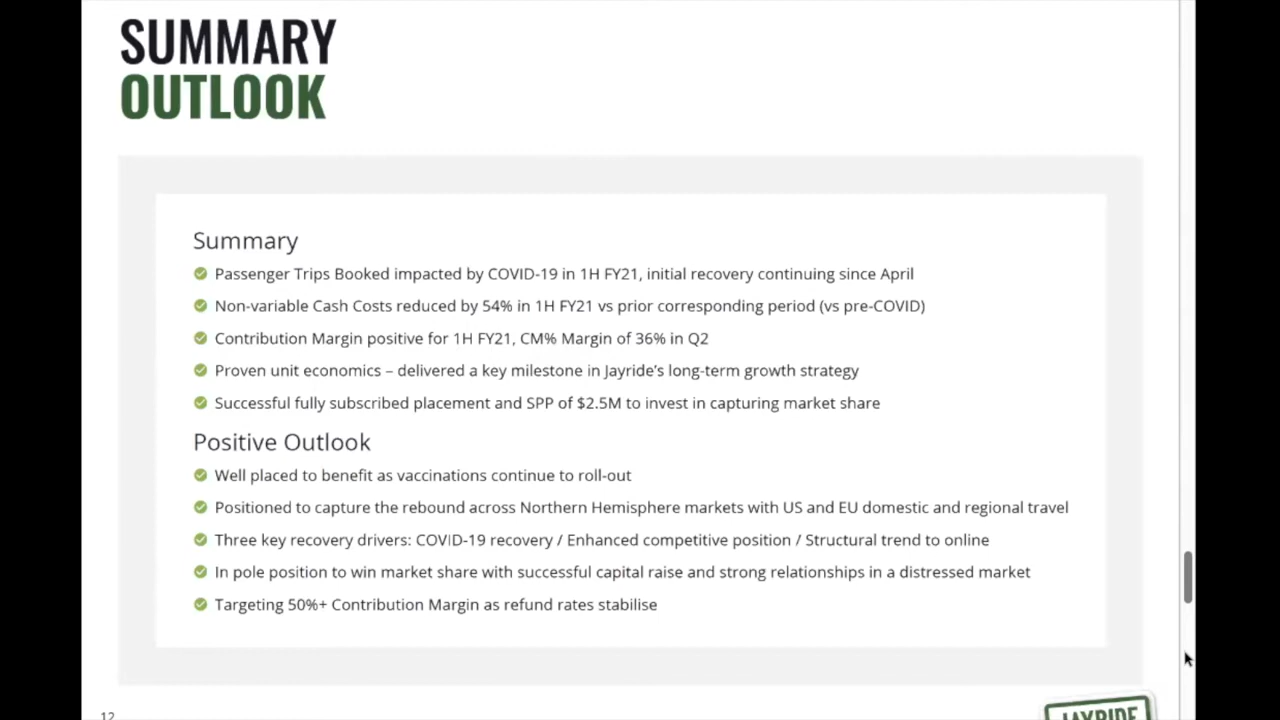 SUMMARY
OUTLOOK
Summary
Passenger Trips Booked impacted by COVID-19 in 1H FY21, initial recovery continuing since April
Non-variable Cash Costs reduced by 54% in 1H FY21 vs prior corresponding period (vs pre-COVID)
Contribution Margin positive for 1H FY21, CM% Margin of 36% in Q2
Proven unit economics – delivered a key milestone in Jayride’s long-term growth strategy
Successful fully subscribed placement and SPP of $2.5M to invest in capturing market share
Positive Outlook
Well placed to benefit as vaccinations continue to roll-out
Positioned to capture the rebound across Northern Hemisphere markets with US and EU domestic and regional travel
Three key recovery drivers: COVID-19 recovery / Enhanced competitive position / Structural trend to online
In pole position to win market share with successful capital raise and strong relationships in a distressed market
Targeting 50%+ Contribution Margin as refund rates stabilise
12
JAYRIDE